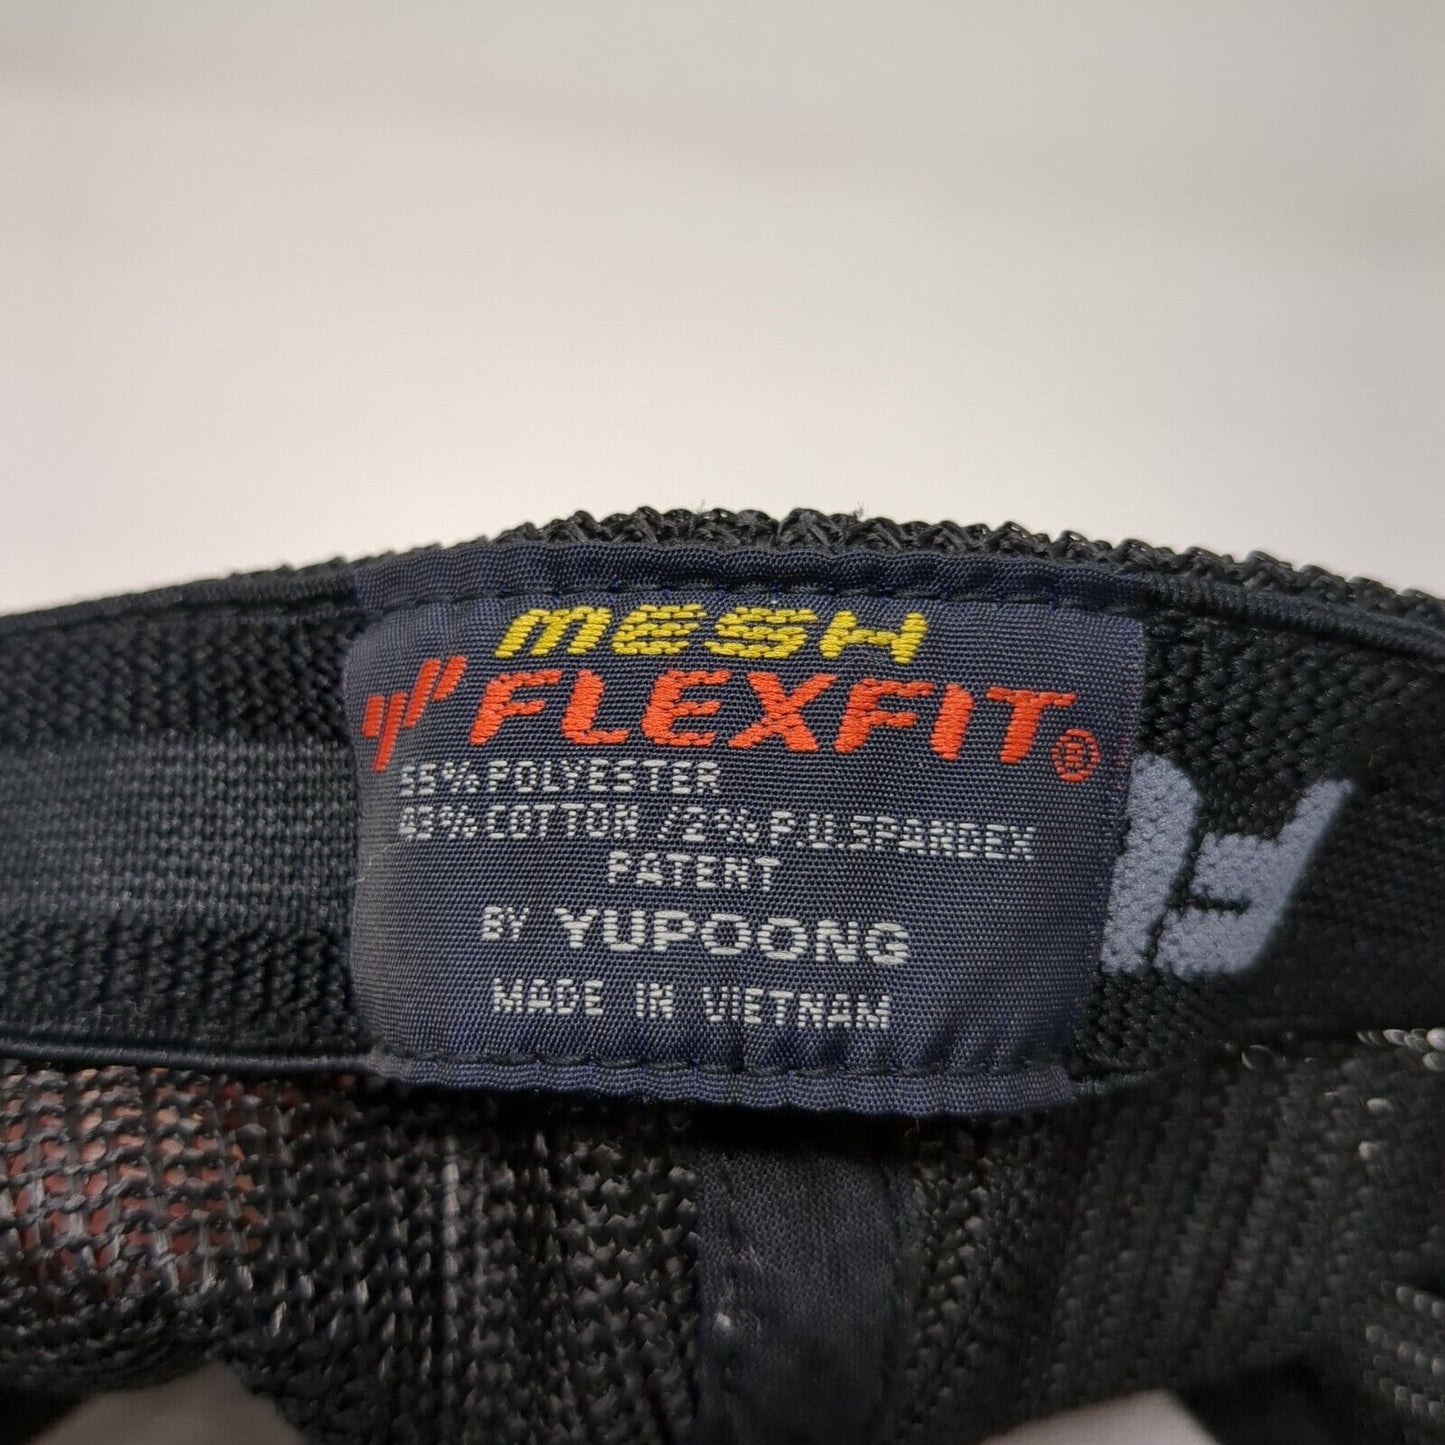 MESH
FLEXFIT®
55% POLYESTER
43% COTTON /2% P.U.SPANDEX
PATENT
BY YUPOONG
MADE IN VIETNAM